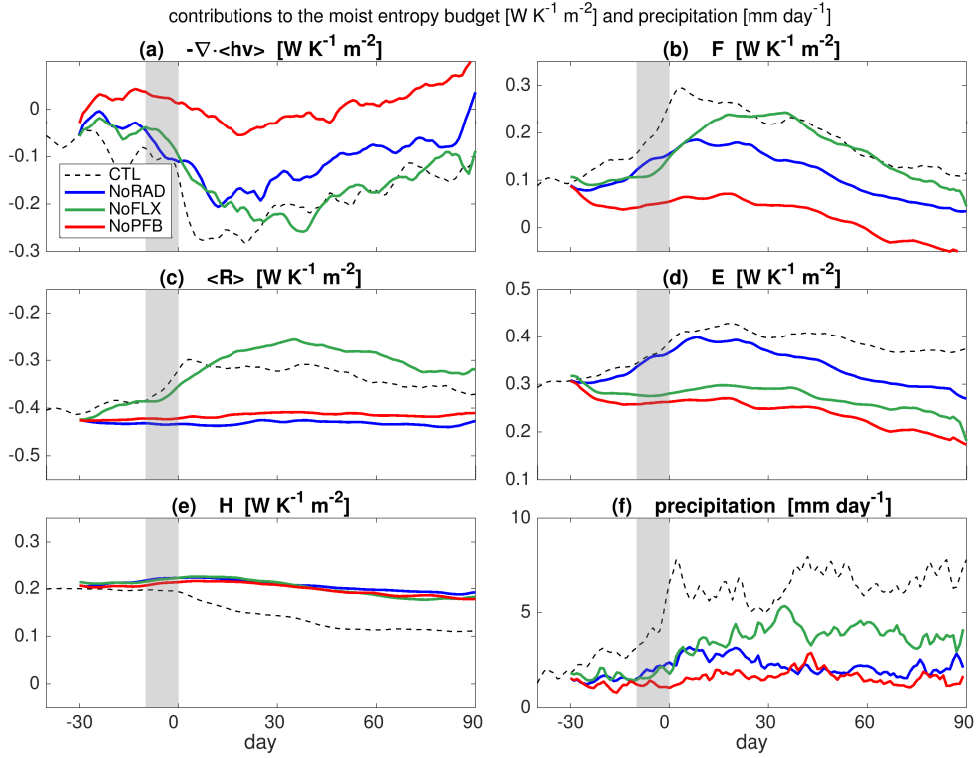 contributions to the moist entropy budget [W K⁻¹ m⁻²] and precipitation [mm day⁻¹]
(a) -∇·<hv> [W K⁻¹ m⁻²]
0
-0.1
-0.2
-0.3
CTL
NoRAD
NoFLX
NoPFB
(b) F [W K⁻¹ m⁻²]
0.3
0.2
0.1
0
(c) <R> [W K⁻¹ m⁻²]
-0.2
-0.3
-0.4
-0.5
(d) E [W K⁻¹ m⁻²]
0.5
0.4
0.3
0.2
0.1
(e) H [W K⁻¹ m⁻²]
0.3
0.2
0.1
0
-30 0 30 60 90
day
(f) precipitation [mm day⁻¹]
10
5
0
-30 0 30 60 90
day